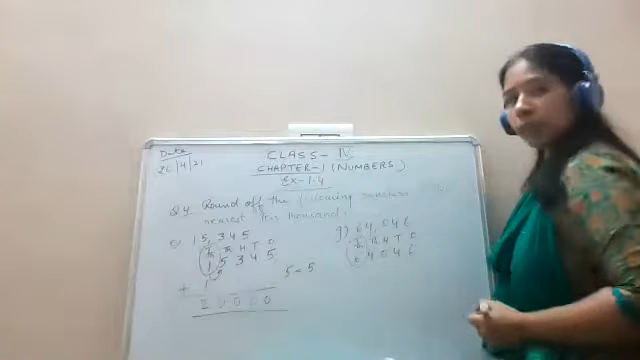 Date
26/4/21
CLASS - IV
CHAPTER-1 (NUMBERS)
Ex-1.4
Q4 Round off the following numbers
nearest ten thousand.
e) 15,345
Th H T O
1 5 3 4 5
5 = 5
+ 1
2 0 0 0 0
g) 64,046
Th H T O
6 4 0 4 6